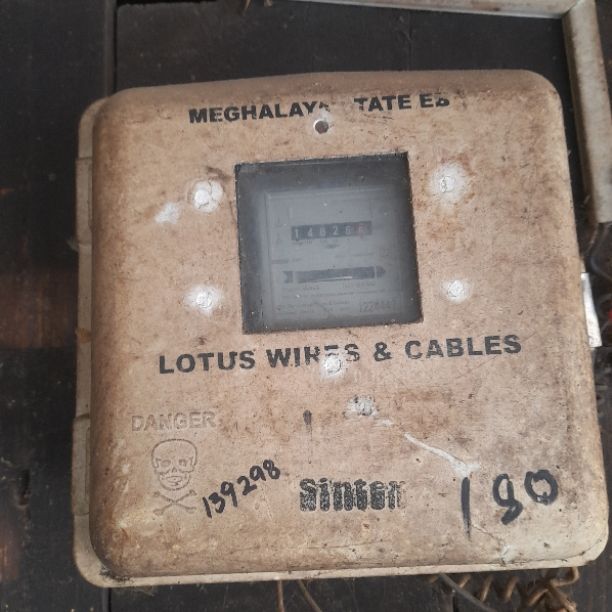 MEGHALAYA STATE EB
LOTUS WIRES & CABLES
DANGER
139298
Sintex
180